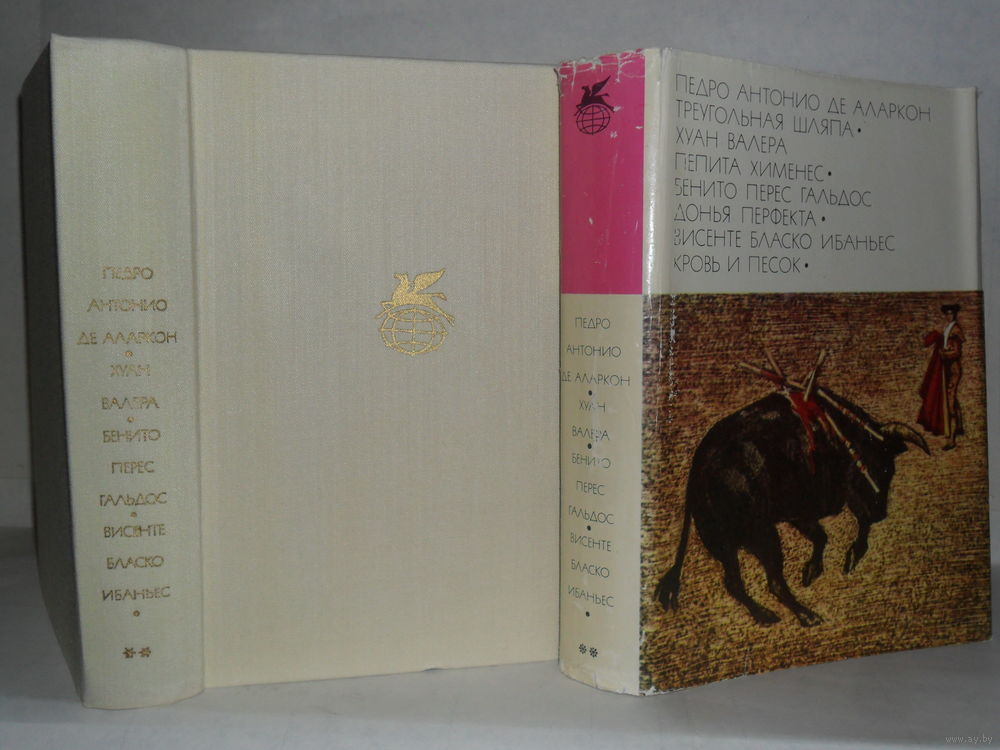 ПЕДРО
АНТОНИО
ДЕ АЛАРКОН
•
ХУАН
ВАЛЕРА
•
БЕНИТО
ПЕРЕС
ГАЛЬДОС
•
ВИСЕНТЕ
БЛАСКО
ИБАНЬЕС
•
**
ПЕДРО
АНТОНИО
ДЕ АЛАРКОН
•
ХУАН
ВАЛЕРА
•
БЕНИТО
ПЕРЕС
ГАЛЬДОС
•
ВИСЕНТЕ
БЛАСКО
ИБАНЬЕС
•
**
ПЕДРО АНТОНИО ДЕ АЛАРКОН
ТРЕУГОЛЬНАЯ ШЛЯПА•
ХУАН ВАЛЕРА
ПЕПИТА ХИМЕНЕС•
БЕНИТО ПЕРЕС ГАЛЬДОС
ДОНЬЯ ПЕРФЕКТА•
ВИСЕНТЕ БЛАСКО ИБАНЬЕС
КРОВЬ И ПЕСОК•
www.ay.by